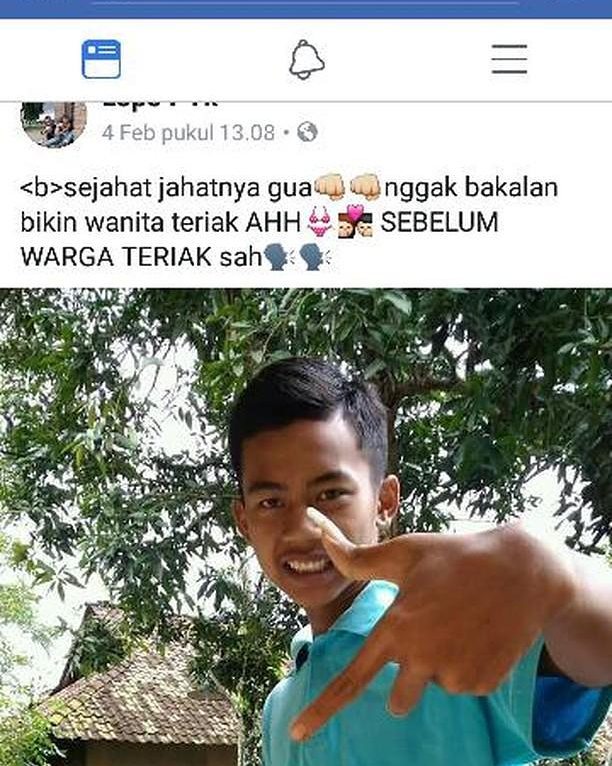 4 Feb pukul 13.08 •
<b>sejahat jahatnya gua👊🏻👊🏻nggak bakalan
bikin wanita teriak AHH👙💏 SEBELUM
WARGA TERIAK sah🗣🗣